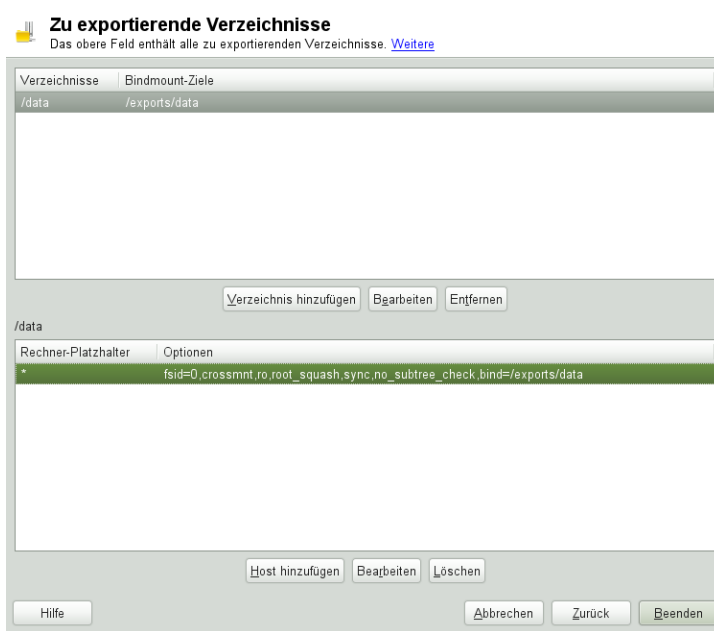 Zu exportierende Verzeichnisse
Das obere Feld enthält alle zu exportierenden Verzeichnisse. Weitere
Verzeichnisse Bindmount-Ziele
/data /exports/data
Verzeichnis hinzufügen Bearbeiten Entfernen
/data
Rechner-Platzhalter Optionen
* fsid=0,crossmnt,ro,root_squash,sync,no_subtree_check,bind=/exports/data
Host hinzufügen Bearbeiten Löschen
Hilfe Abbrechen Zurück Beenden